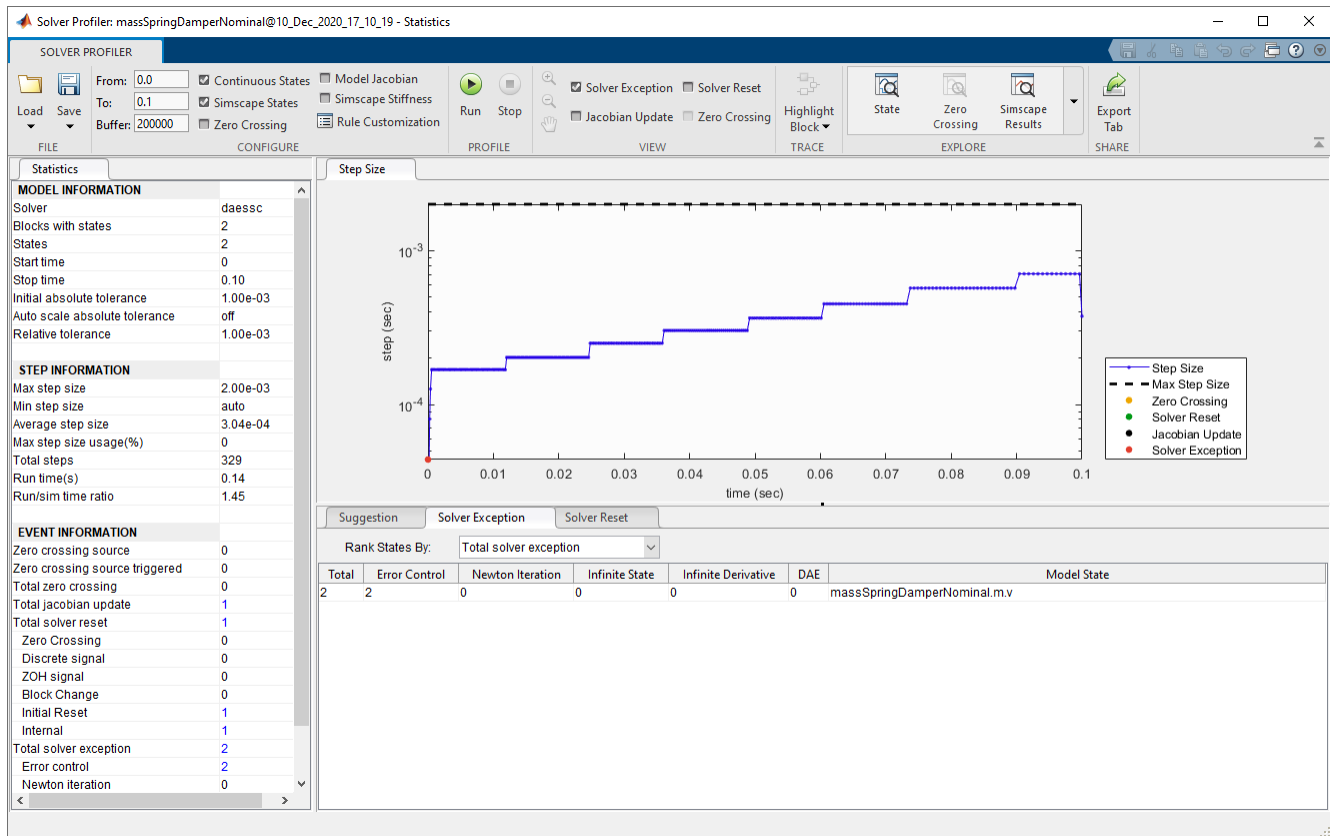 Solver Profiler: massSpringDamperNominal@10_Dec_2020_17_10_19 - Statistics
SOLVER PROFILER
Load
Save
FILE
From: 0.0
To: 0.1
Buffer: 200000
Continuous States
Simscape States
Zero Crossing
Model Jacobian
Simscape Stiffness
Rule Customization
CONFIGURE
Run
Stop
PROFILE
Solver Exception
Solver Reset
Jacobian Update
Zero Crossing
VIEW
Highlight
Block
TRACE
State
Zero
Crossing
Simscape
Results
EXPLORE
Export
Tab
SHARE
Statistics
MODEL INFORMATION
Solver daessc
Blocks with states 2
States 2
Start time 0
Stop time 0.10
Initial absolute tolerance 1.00e-03
Auto scale absolute tolerance off
Relative tolerance 1.00e-03
STEP INFORMATION
Max step size 2.00e-03
Min step size auto
Average step size 3.04e-04
Max step size usage(%) 0
Total steps 329
Run time(s) 0.14
Run/sim time ratio 1.45
EVENT INFORMATION
Zero crossing source 0
Zero crossing source triggered 0
Total zero crossing 0
Total jacobian update 1
Total solver reset 1
Zero Crossing 0
Discrete signal 0
ZOH signal 0
Block Change 0
Initial Reset 1
Internal 1
Total solver exception 2
Error control 2
Newton iteration 0
Step Size
10-3
10-4
step (sec)
0 0.01 0.02 0.03 0.04 0.05 0.06 0.07 0.08 0.09 0.1
time (sec)
Step Size
Max Step Size
Zero Crossing
Solver Reset
Jacobian Update
Solver Exception
Suggestion Solver Exception Solver Reset
Rank States By: Total solver exception
Total Error Control Newton Iteration Infinite State Infinite Derivative DAE Model State
2 2 0 0 0 0 massSpringDamperNominal.m.v